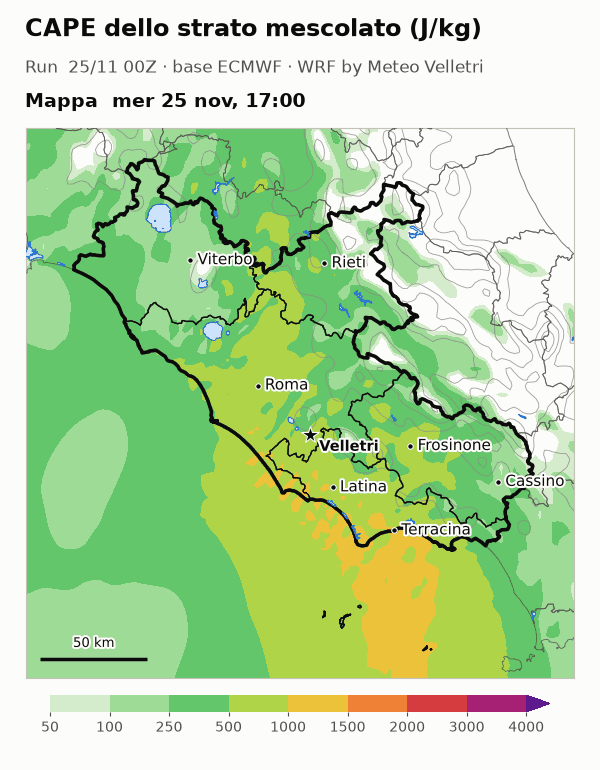 CAPE dello strato mescolato (J/kg)
Run  25/11 00Z · base ECMWF · WRF by Meteo Velletri
Mappa  mer 25 nov, 17:00
Viterbo
Rieti
Roma
Velletri
Frosinone
Cassino
Latina
Terracina
50 km
50 100 250 500 1000 1500 2000 3000 4000